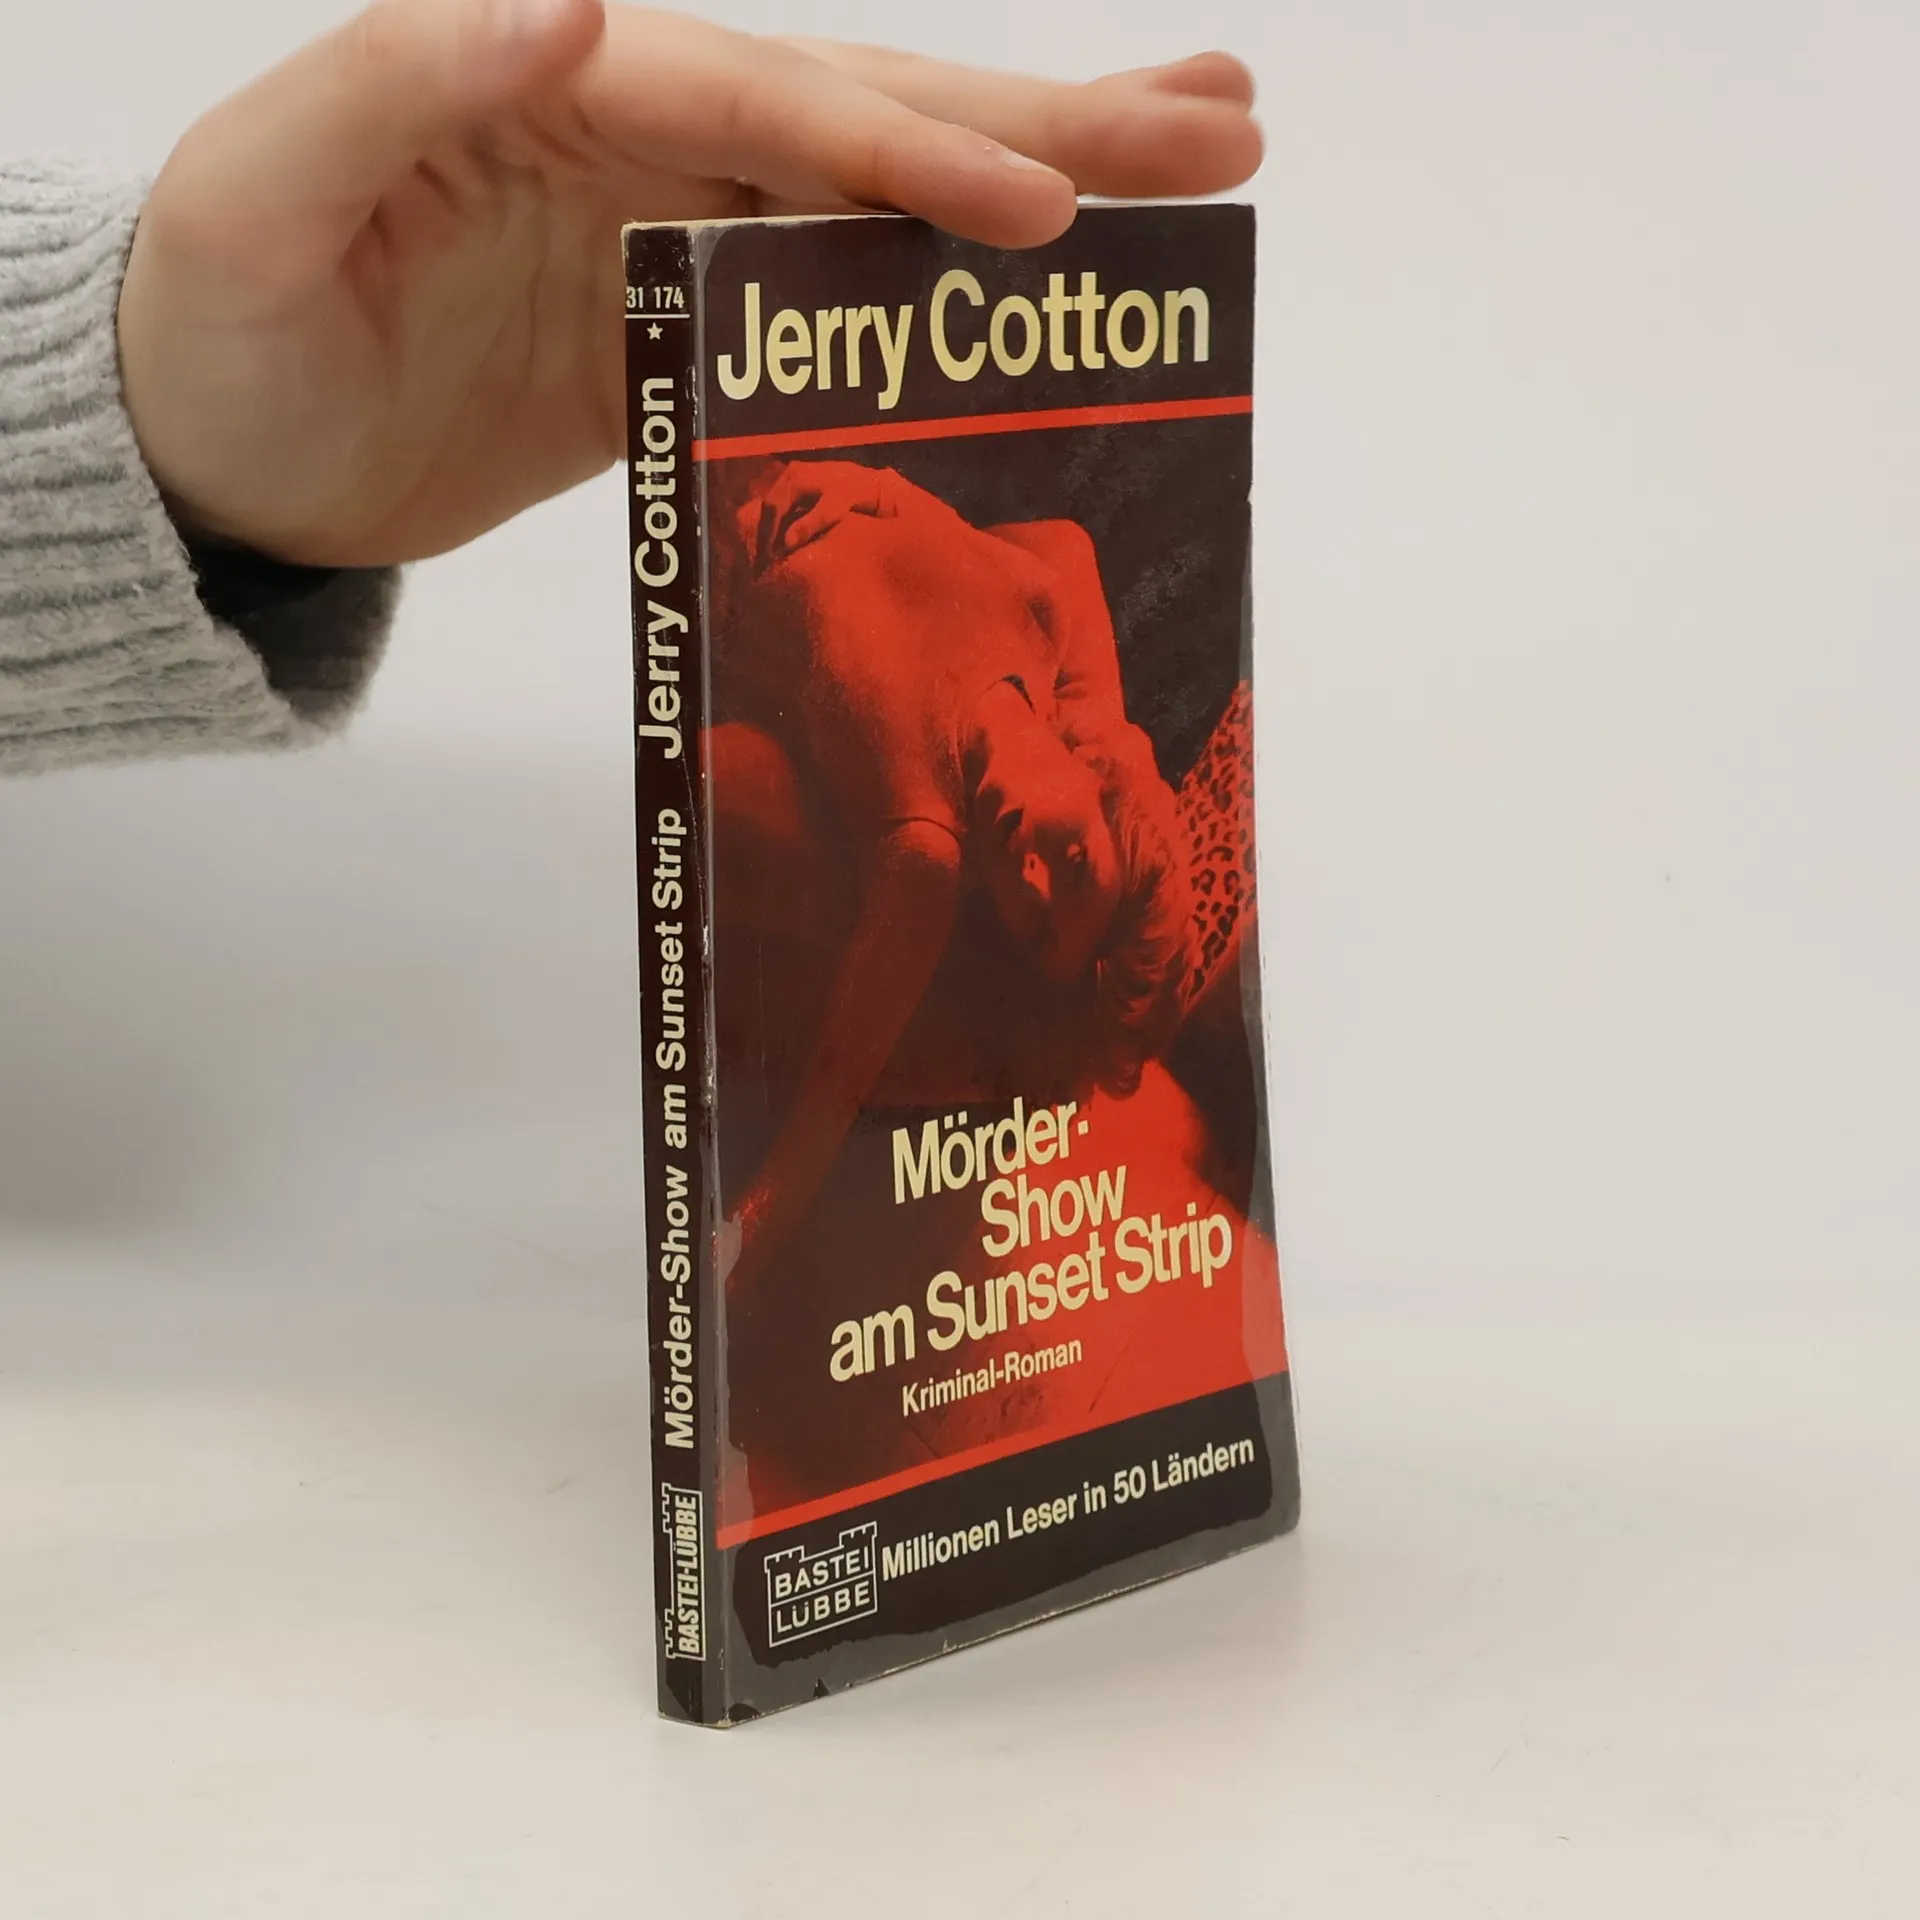 Jerry Cotton
Mörder-
Show
am Sunset Strip
Kriminal-Roman
BASTEI
LÜBBE
Millionen Leser in 50 Ländern
31 174
Mörder-Show am Sunset Strip Jerry Cotton
BASTEI-LÜBBE